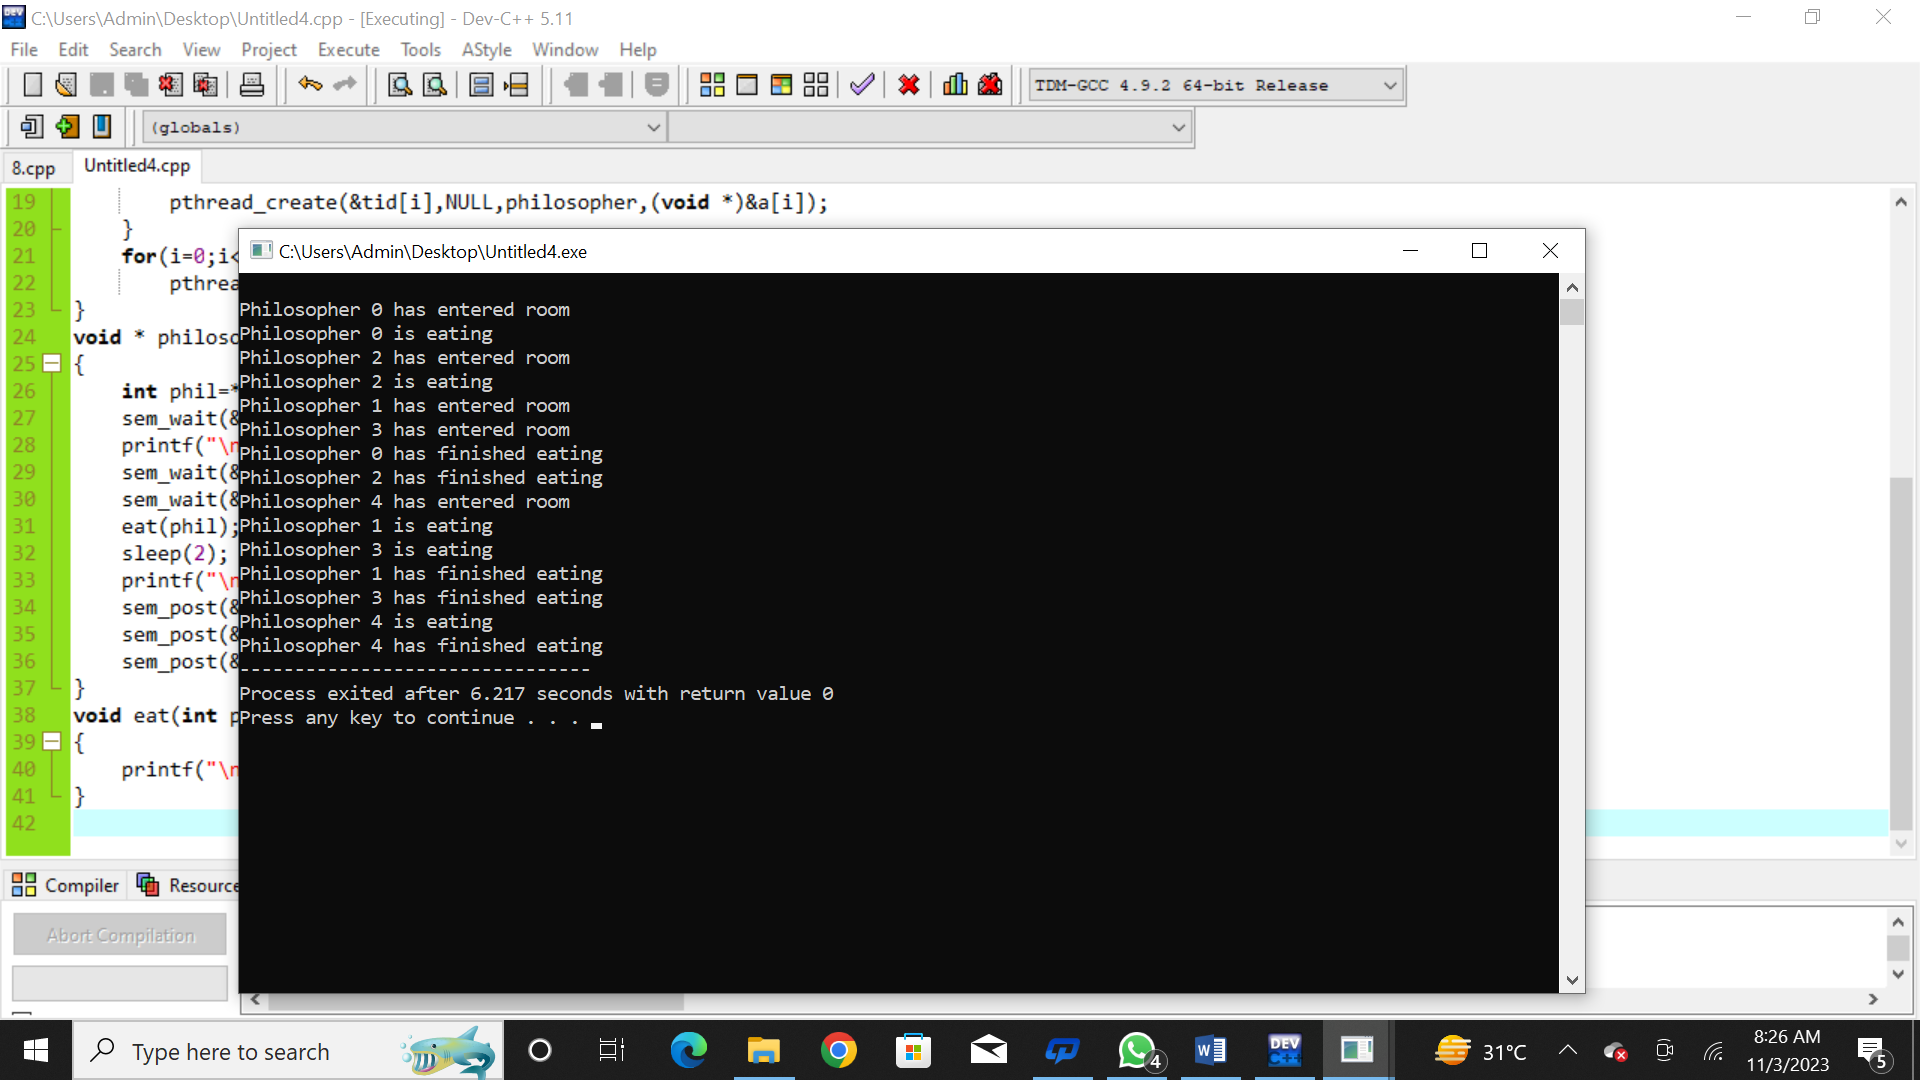 C:\Users\Admin\Desktop\Untitled4.cpp - [Executing] - Dev-C++ 5.11
File Edit Search View Project Execute Tools AStyle Window Help
TDM-GCC 4.9.2 64-bit Release
(globals)
8.cpp Untitled4.cpp
19 pthread_create(&tid[i],NULL,philosopher,(void *)&a[i]);
20 }
21 for(i=0;i<
22 pthrea
23 }
24 void * philoso
25 {
26 int phil=*
27 sem_wait(&
28 printf("\n
29 sem_wait(&
30 sem_wait(&
31 eat(phil);
32 sleep(2);
33 printf("\n
34 sem_post(&
35 sem_post(&
36 sem_post(&
37 }
38 void eat(int p
39 {
40 printf("\n
41 }
42
C:\Users\Admin\Desktop\Untitled4.exe
Philosopher 0 has entered room
Philosopher 0 is eating
Philosopher 2 has entered room
Philosopher 2 is eating
Philosopher 1 has entered room
Philosopher 3 has entered room
Philosopher 0 has finished eating
Philosopher 2 has finished eating
Philosopher 4 has entered room
Philosopher 1 is eating
Philosopher 3 is eating
Philosopher 1 has finished eating
Philosopher 3 has finished eating
Philosopher 4 is eating
Philosopher 4 has finished eating
--------------------------------
Process exited after 6.217 seconds with return value 0
Press any key to continue . . .
Compiler Resource
Abort Compilation
Type here to search
4
W
DEV
C++
31°C
8:26 AM
11/3/2023
5